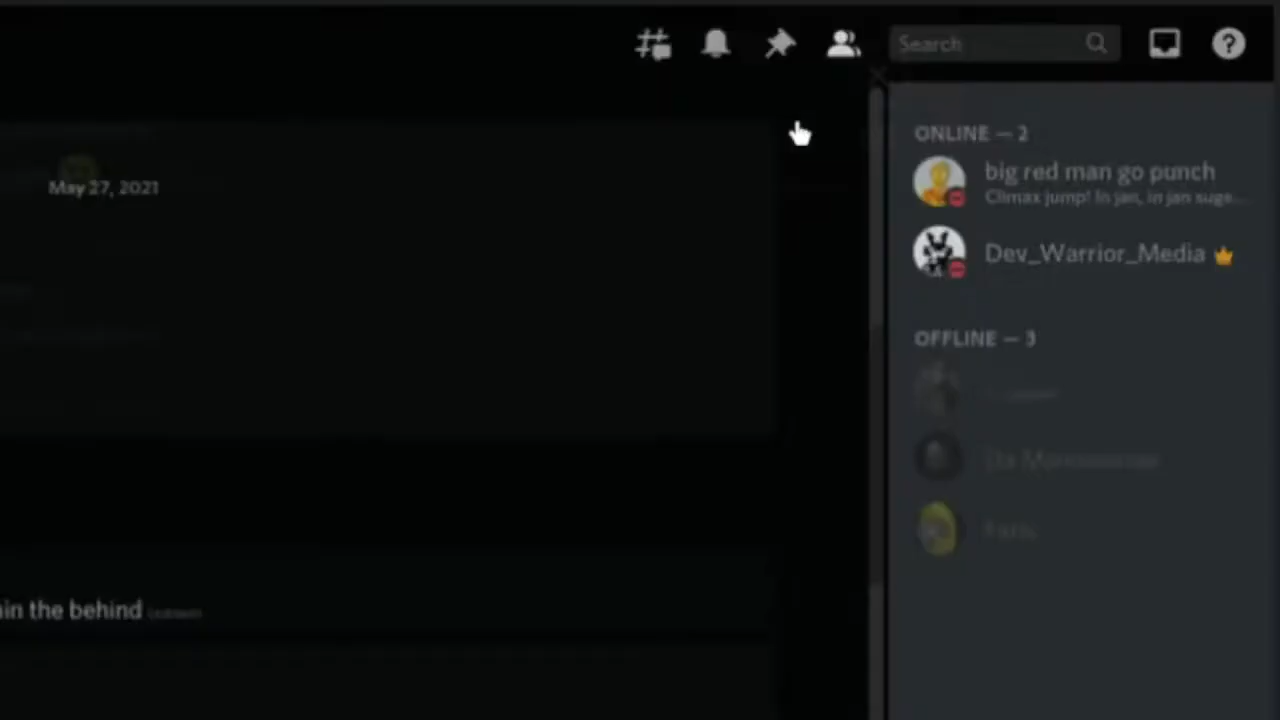 Search
ONLINE — 2
May 27, 2021
big red man go punch
Climax jump! In jan, in jan suge...
Dev_Warrior_Media
OFFLINE — 3
in the behind